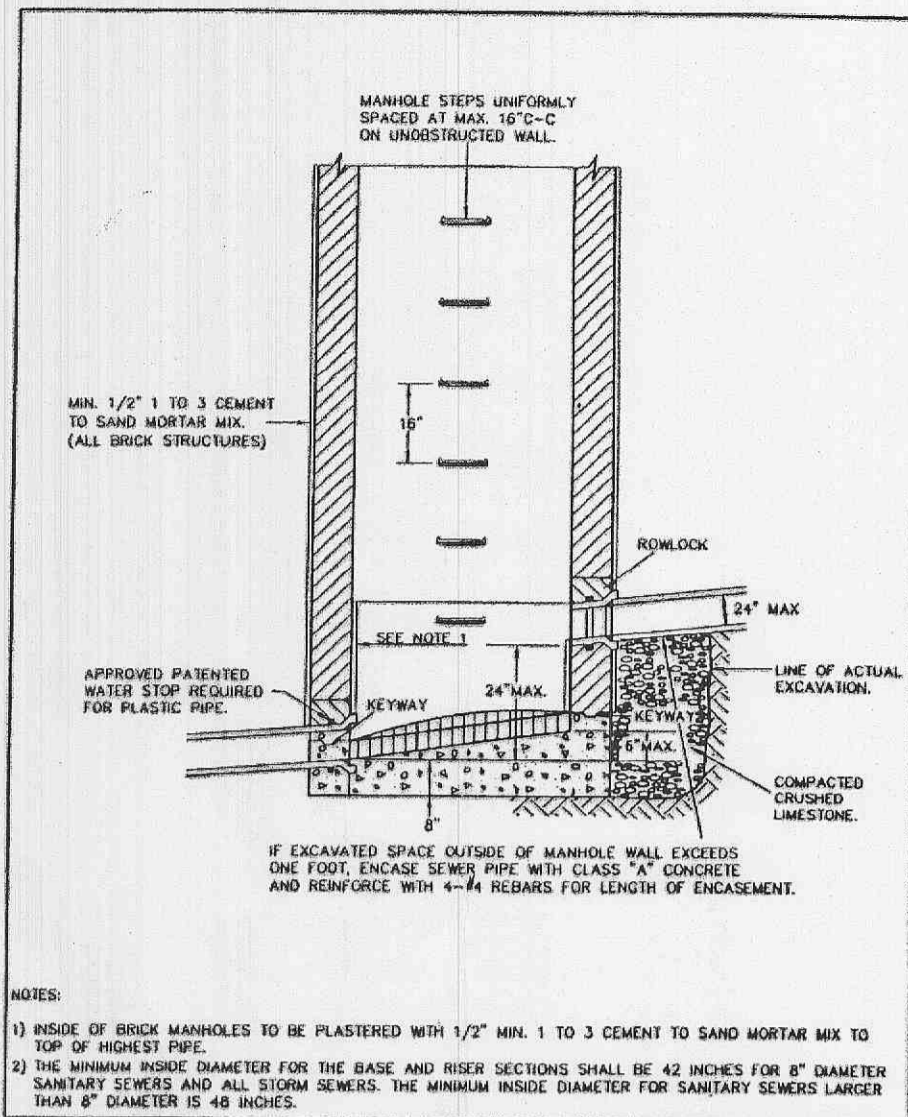 MANHOLE STEPS UNIFORMLY
SPACED AT MAX. 16"C-C
ON UNOBSTRUCTED WALL.
MIN. 1/2" 1 TO 3 CEMENT
TO SAND MORTAR MIX.
(ALL BRICK STRUCTURES)
16"
ROWLOCK
24" MAX
SEE NOTE 1
APPROVED PATENTED
WATER STOP REQUIRED
FOR PLASTIC PIPE.
KEYWAY
24"MAX.
LINE OF ACTUAL
EXCAVATION.
KEYWAY
6"MAX.
COMPACTED
CRUSHED
LIMESTONE.
8"
IF EXCAVATED SPACE OUTSIDE OF MANHOLE WALL EXCEEDS
ONE FOOT, ENCASE SEWER PIPE WITH CLASS "A" CONCRETE
AND REINFORCE WITH 4-#4 REBARS FOR LENGTH OF ENCASEMENT.
NOTES:
1) INSIDE OF BRICK MANHOLES TO BE PLASTERED WITH 1/2" MIN. 1 TO 3 CEMENT TO SAND MORTAR MIX TO
TOP OF HIGHEST PIPE.
2) THE MINIMUM INSIDE DIAMETER FOR THE BASE AND RISER SECTIONS SHALL BE 42 INCHES FOR 8" DIAMETER
SANITARY SEWERS AND ALL STORM SEWERS. THE MINIMUM INSIDE DIAMETER FOR SANITARY SEWERS LARGER
THAN 8" DIAMETER IS 48 INCHES.